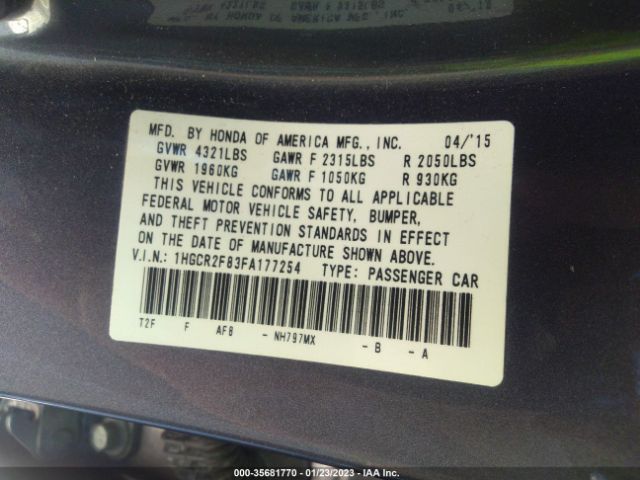 MFD. BY HONDA OF AMERICA MFG., INC. 04/'15
GVWR 4321LBS GAWR F 2315LBS R 2050LBS
GVWR 1960KG GAWR F 1050KG R 930KG
THIS VEHICLE CONFORMS TO ALL APPLICABLE
FEDERAL MOTOR VEHICLE SAFETY, BUMPER,
AND THEFT PREVENTION STANDARDS IN EFFECT
ON THE DATE OF MANUFACTURE SHOWN ABOVE.
V.I.N.: 1HGCR2F83FA177254 TYPE: PASSENGER CAR
T2F F AF8 - NH797MX - B - A
000-35681770 - 01/23/2023 - IAA Inc.